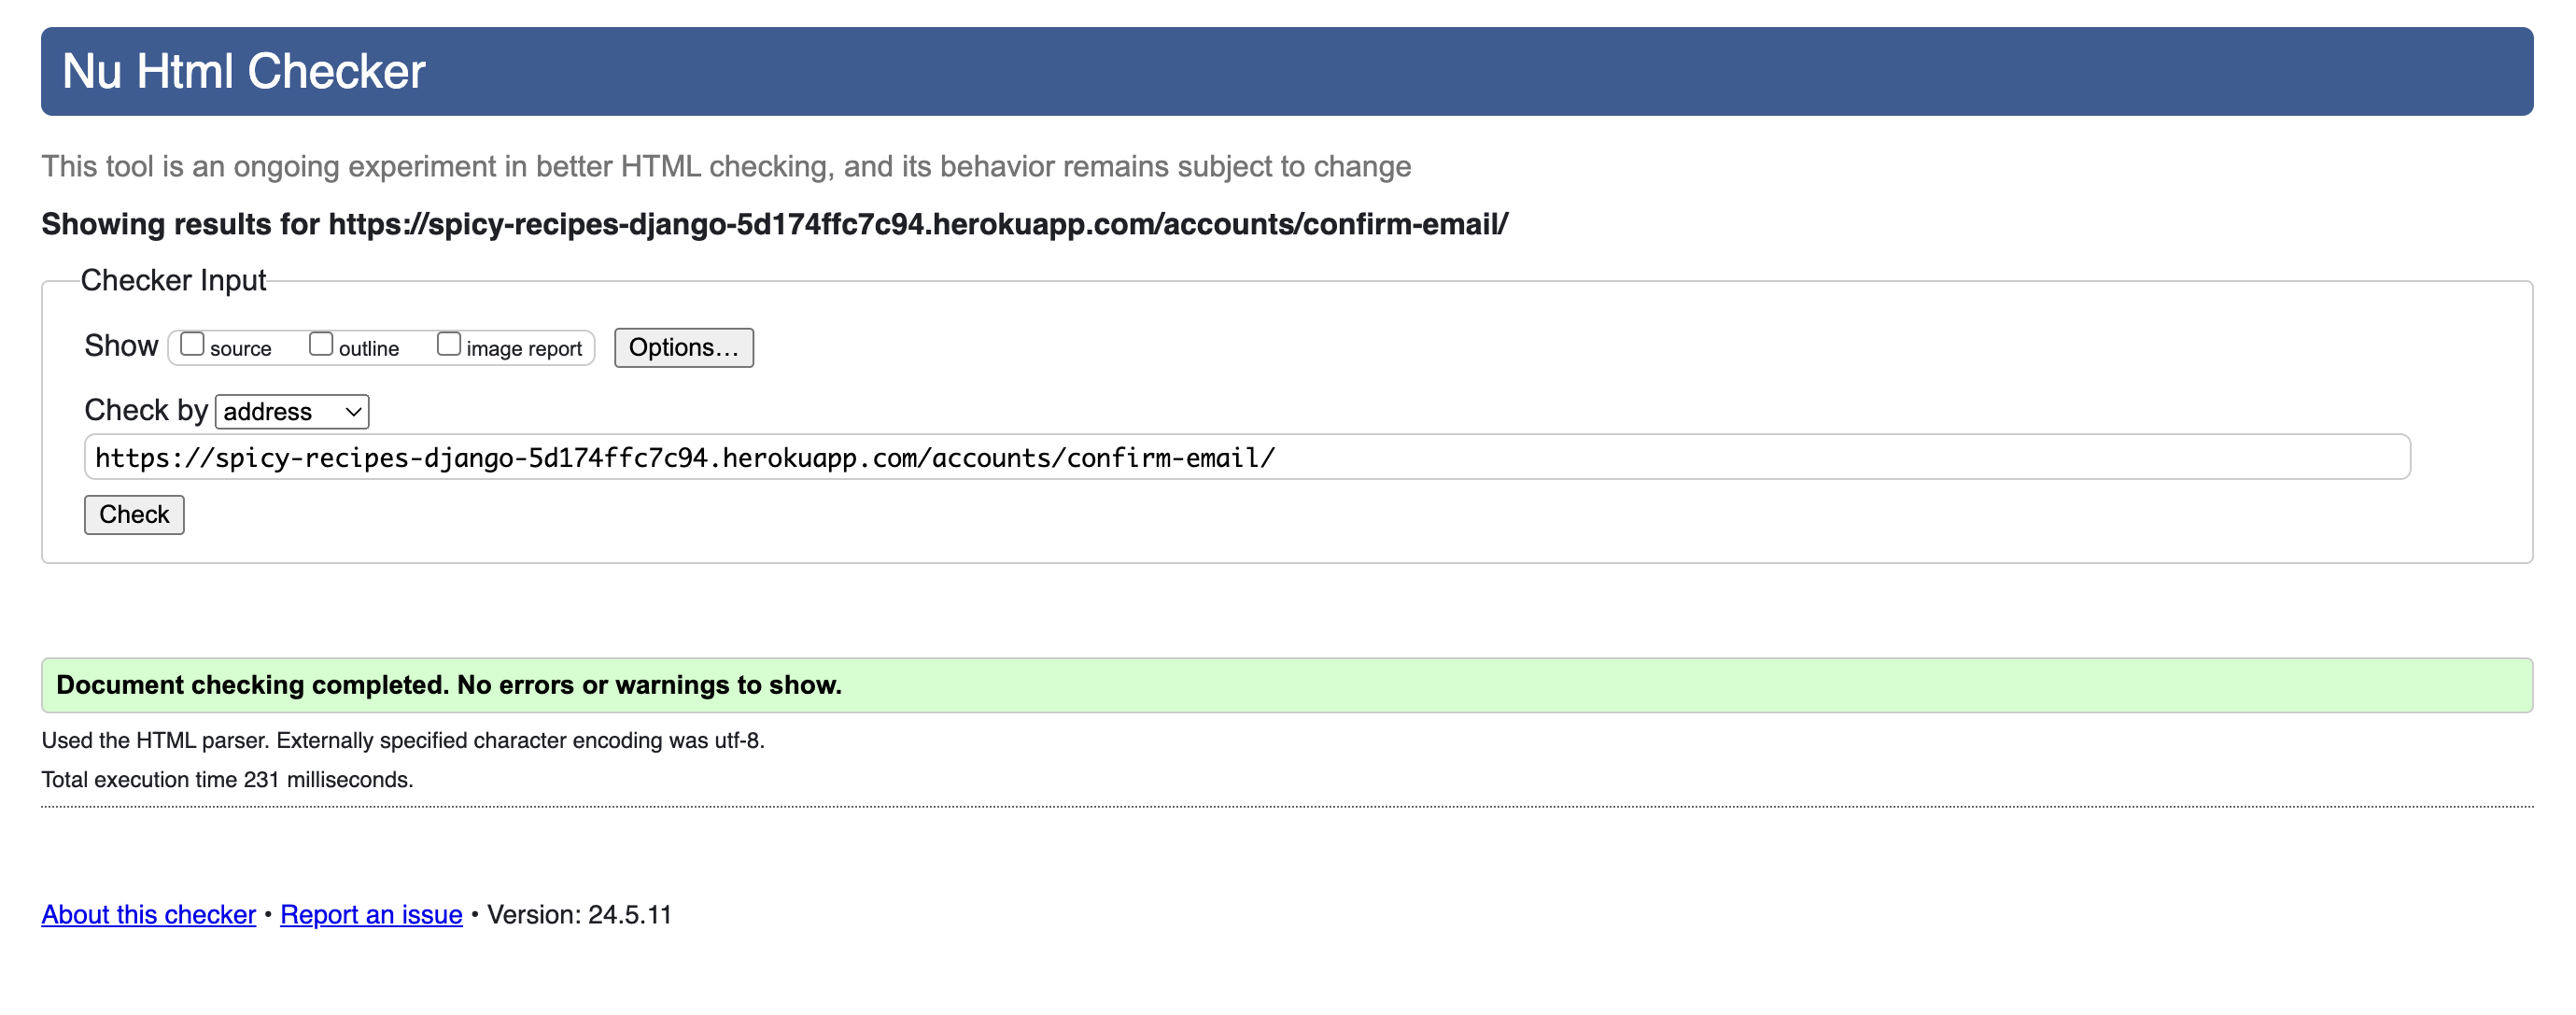 Nu Html Checker
This tool is an ongoing experiment in better HTML checking, and its behavior remains subject to change
Showing results for https://spicy-recipes-django-5d174ffc7c94.herokuapp.com/accounts/confirm-email/
Checker Input
Show source outline image report Options...
Check by address
https://spicy-recipes-django-5d174ffc7c94.herokuapp.com/accounts/confirm-email/
Check
Document checking completed. No errors or warnings to show.
Used the HTML parser. Externally specified character encoding was utf-8.
Total execution time 231 milliseconds.
About this checker • Report an issue • Version: 24.5.11